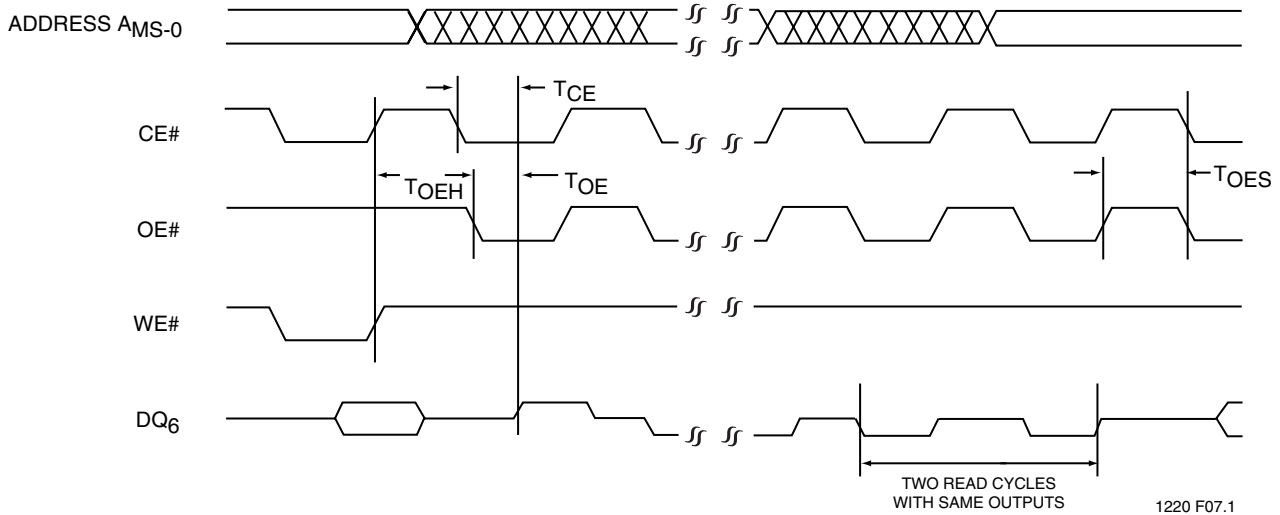 ADDRESS AMS-0
TCE
CE#
TOEH
TOE
TOES
OE#
WE#
DQ6
TWO READ CYCLES
WITH SAME OUTPUTS
1220 F07.1